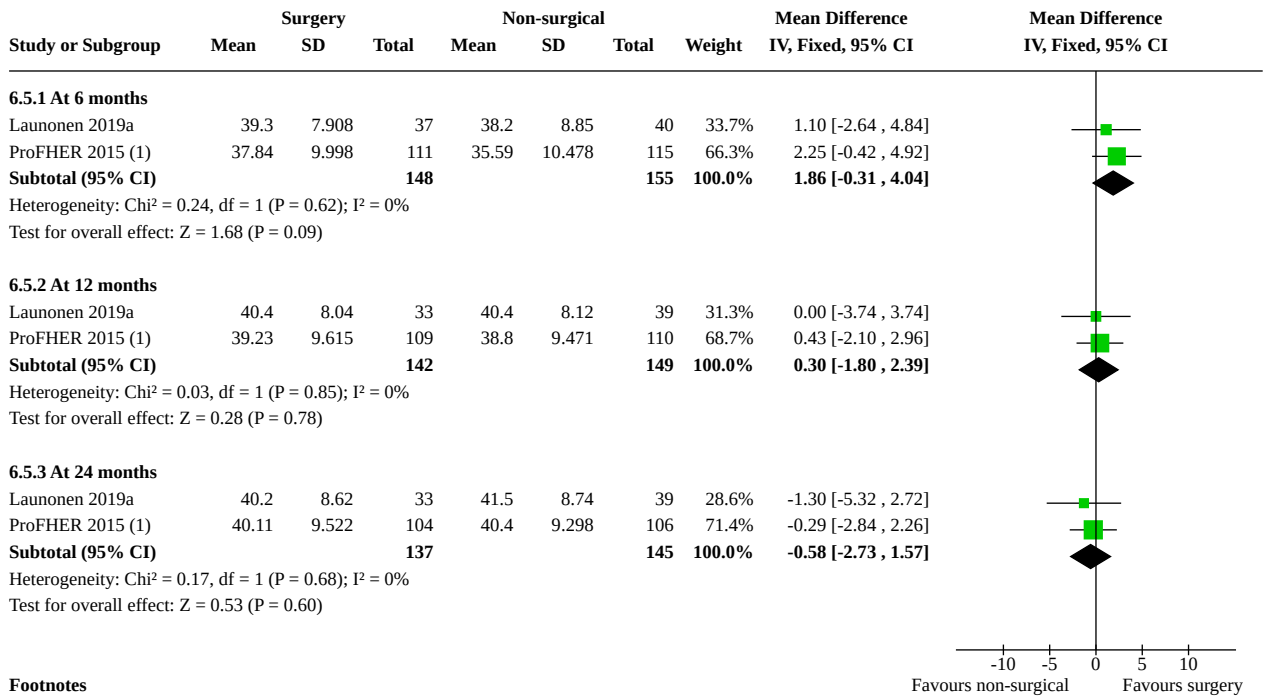 Surgery Non-surgical Mean Difference Mean Difference
Study or Subgroup Mean SD Total Mean SD Total Weight IV, Fixed, 95% CI IV, Fixed, 95% CI
6.5.1 At 6 months
Launonen 2019a 39.3 7.908 37 38.2 8.85 40 33.7% 1.10 [-2.64 , 4.84]
ProFHER 2015 (1) 37.84 9.998 111 35.59 10.478 115 66.3% 2.25 [-0.42 , 4.92]
Subtotal (95% CI) 148 155 100.0% 1.86 [-0.31 , 4.04]
Heterogeneity: Chi² = 0.24, df = 1 (P = 0.62); I² = 0%
Test for overall effect: Z = 1.68 (P = 0.09)
6.5.2 At 12 months
Launonen 2019a 40.4 8.04 33 40.4 8.12 39 31.3% 0.00 [-3.74 , 3.74]
ProFHER 2015 (1) 39.23 9.615 109 38.8 9.471 110 68.7% 0.43 [-2.10 , 2.96]
Subtotal (95% CI) 142 149 100.0% 0.30 [-1.80 , 2.39]
Heterogeneity: Chi² = 0.03, df = 1 (P = 0.85); I² = 0%
Test for overall effect: Z = 0.28 (P = 0.78)
6.5.3 At 24 months
Launonen 2019a 40.2 8.62 33 41.5 8.74 39 28.6% -1.30 [-5.32 , 2.72]
ProFHER 2015 (1) 40.11 9.522 104 40.4 9.298 106 71.4% -0.29 [-2.84 , 2.26]
Subtotal (95% CI) 137 145 100.0% -0.58 [-2.73 , 1.57]
Heterogeneity: Chi² = 0.17, df = 1 (P = 0.68); I² = 0%
Test for overall effect: Z = 0.53 (P = 0.60)
-10 -5 0 5 10
Footnotes Favours non-surgical Favours surgery